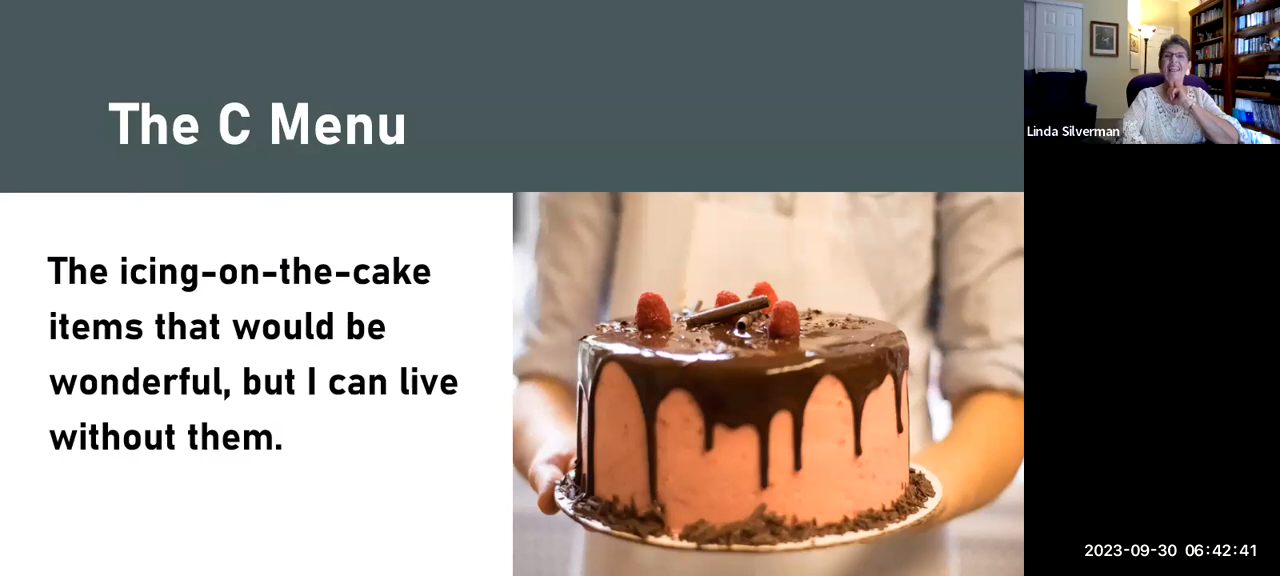 The C Menu
The icing-on-the-cake
items that would be
wonderful, but I can live
without them.
Linda Silverman
2023-09-30 06:42:41